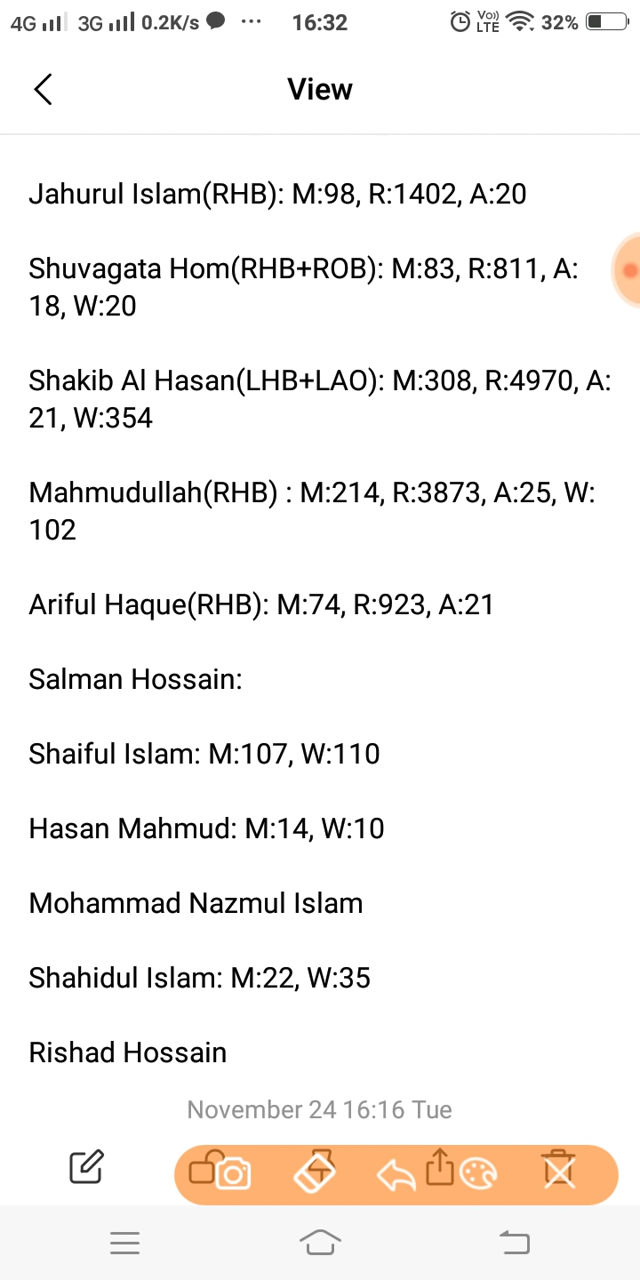 4G 3G 0.2K/s ... 16:32 Vo)) LTE 32%
View
Jahurul Islam(RHB): M:98, R:1402, A:20
Shuvagata Hom(RHB+ROB): M:83, R:811, A:
18, W:20
Shakib Al Hasan(LHB+LAO): M:308, R:4970, A:
21, W:354
Mahmudullah(RHB) : M:214, R:3873, A:25, W:
102
Ariful Haque(RHB): M:74, R:923, A:21
Salman Hossain:
Shaiful Islam: M:107, W:110
Hasan Mahmud: M:14, W:10
Mohammad Nazmul Islam
Shahidul Islam: M:22, W:35
Rishad Hossain
November 24 16:16 Tue